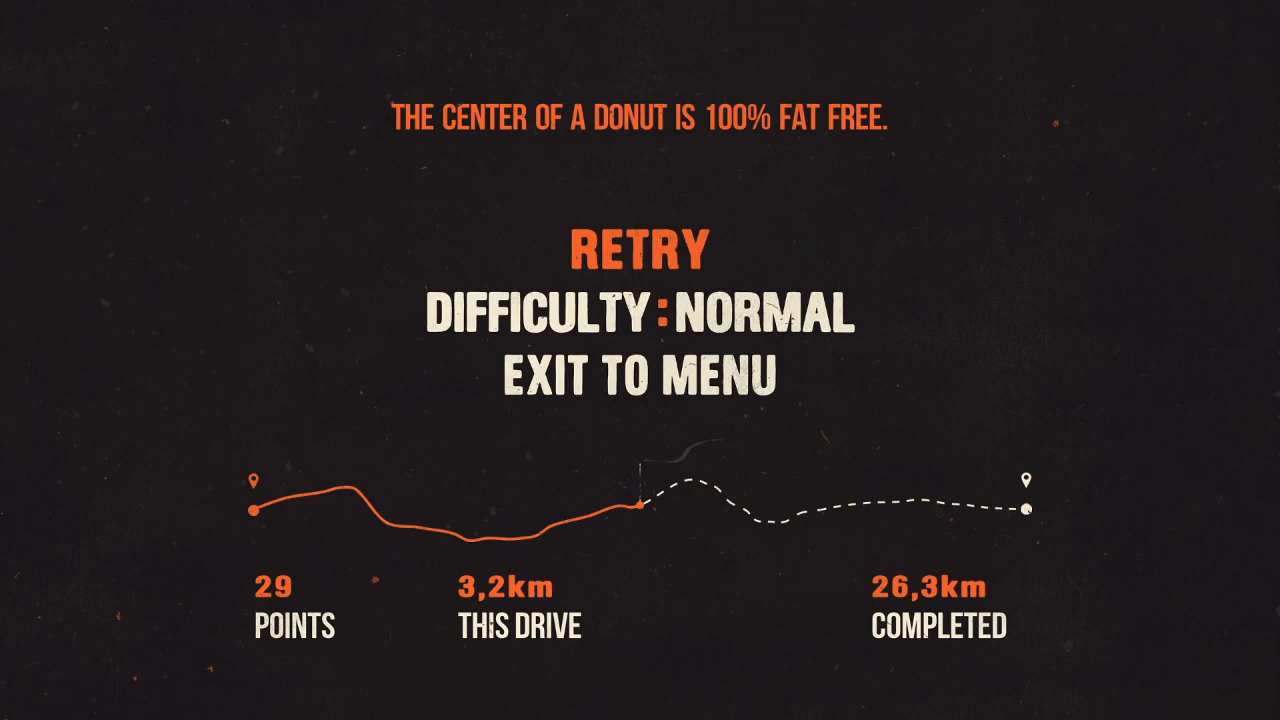 THE CENTER OF A DONUT IS 100% FAT FREE.
RETRY
DIFFICULTY : NORMAL
EXIT TO MENU
29
POINTS
3,2km
THIS DRIVE
26,3km
COMPLETED